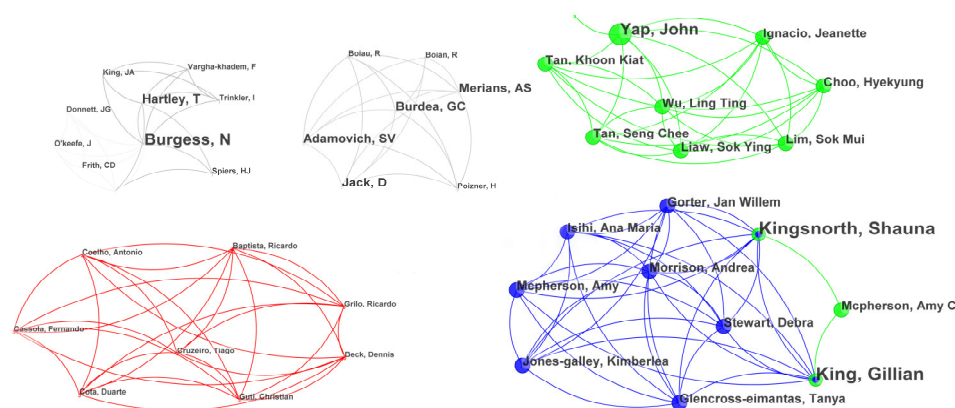 King, JA
Vargha-khadem, F
Hartley, T
Trinkler, I
Donnett, JG
Burgess, N
O'keefe, J
Frith, CD
Spiers, HJ
Boiau, R
Boian, R
Merians, AS
Burdea, GC
Adamovich, SV
Jack, D
Poizner, H
Yap, John
Ignacio, Jeanette
Tan, Khoon Kiat
Choo, Hyekyung
Wu, Ling Ting
Tan, Seng Chee
Liaw, Sok Ying
Lim, Sok Mui
Coelho, Antonio
Baptista, Ricardo
Grilo, Ricardo
Cassola, Fernando
Cruzeiro, Tiago
Deck, Dennis
Cota, Duarte
Gutl, Christian
Gorter, Jan Willem
Isihi, Ana Maria
Kingsnorth, Shauna
Morrison, Andrea
Mcpherson, Amy
Mcpherson, Amy C
Stewart, Debra
Jones-galley, Kimberlea
King, Gillian
Glencross-eimantas, Tanya